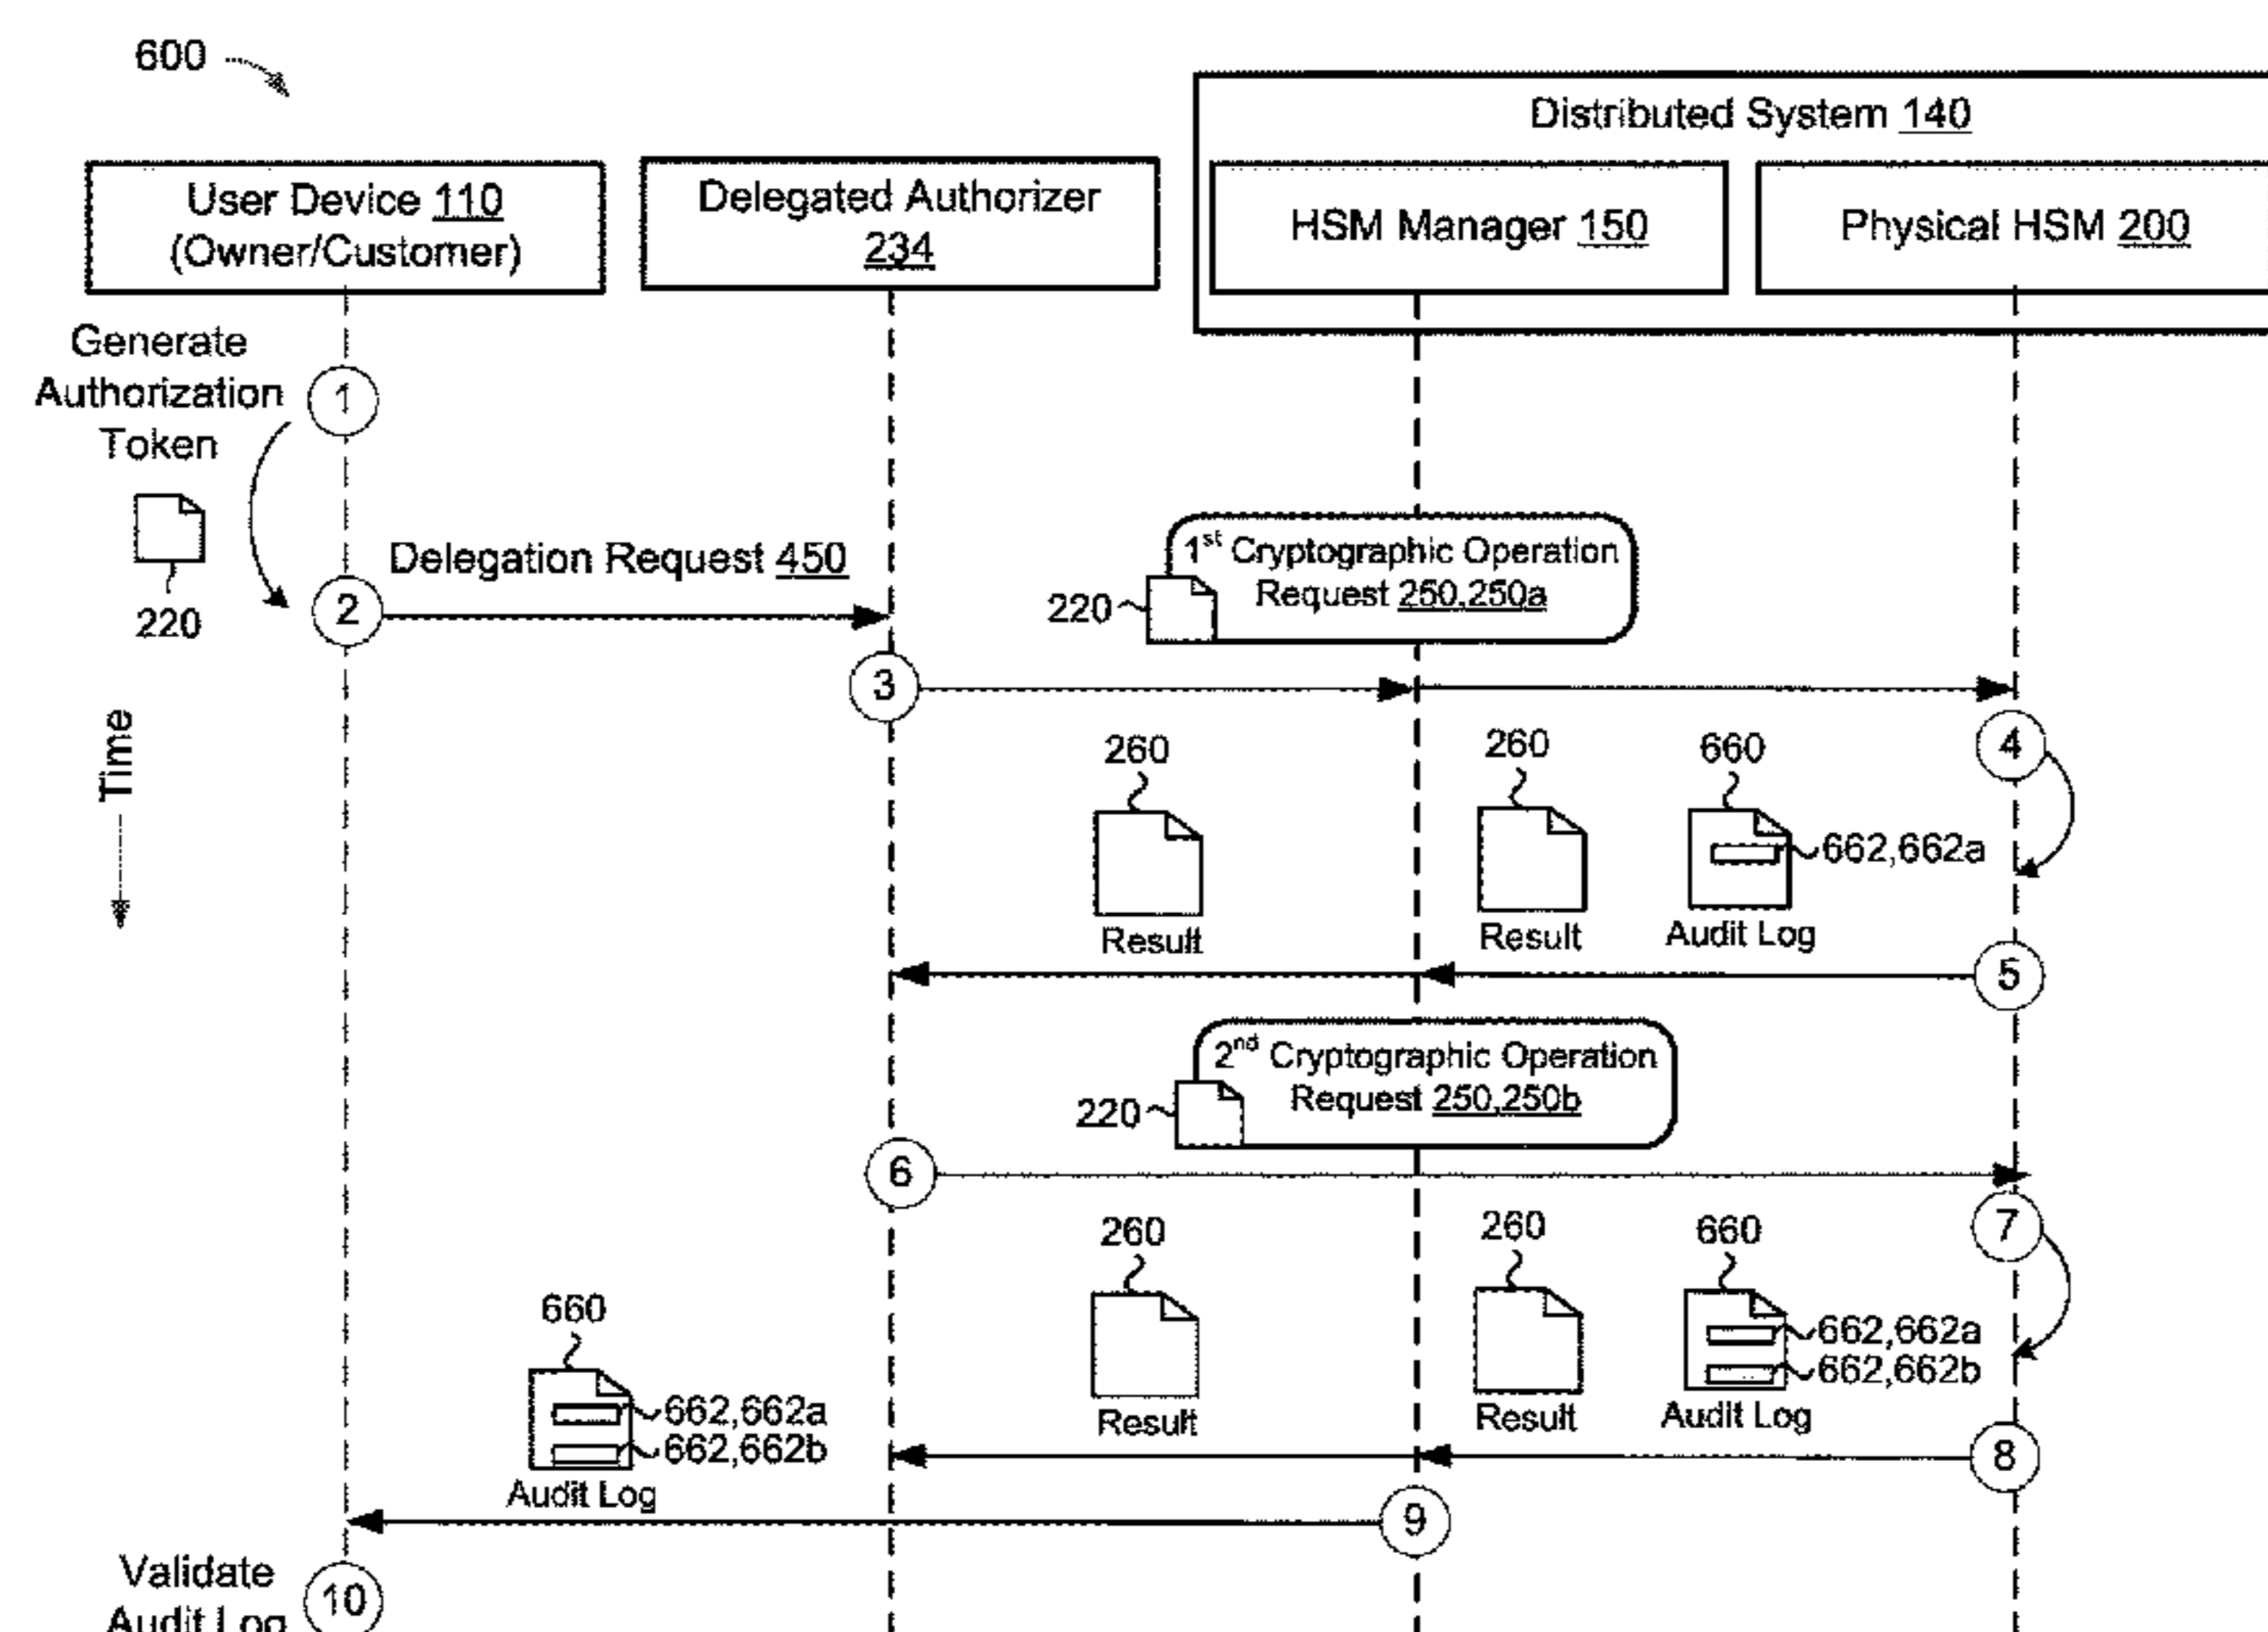 600
Distributed System 140
User Device 110
(Owner/Customer)
Delegated Authorizer
234
HSM Manager 150
Physical HSM 200
Generate
Authorization
Token
1
220
2
Delegation Request 450
1st Cryptographic Operation
Request 250,250a
220
3
Time
4
260
Result
260
Result
660
662,662a
Audit Log
5
2nd Cryptographic Operation
Request 250,250b
220
6
7
260
Result
260
Result
660
662,662a
662,662b
Audit Log
8
660
662,662a
662,662b
Audit Log
9
Validate
Audit Log
10